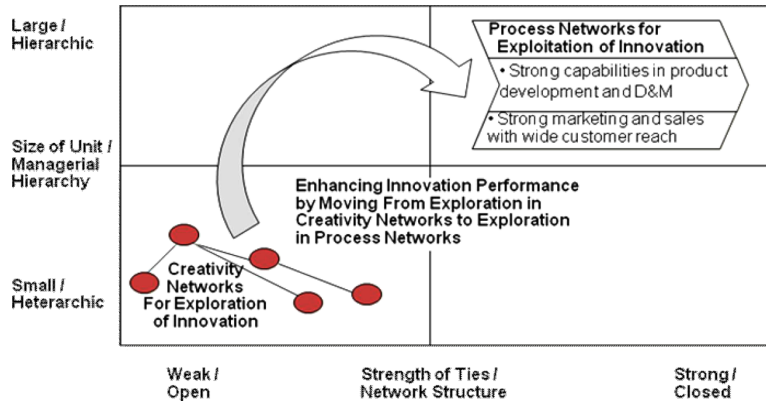 Large /
Hierarchic
Process Networks for
Exploitation of Innovation
• Strong capabilities in product
development and D&M
• Strong marketing and sales
with wide customer reach
Size of Unit /
Managerial
Hierarchy
Enhancing Innovation Performance
by Moving From Exploration in
Creativity Networks to Exploration
in Process Networks
Creativity
Networks
For Exploration
of Innovation
Small /
Heterarchic
Weak /
Open
Strength of Ties /
Network Structure
Strong /
Closed